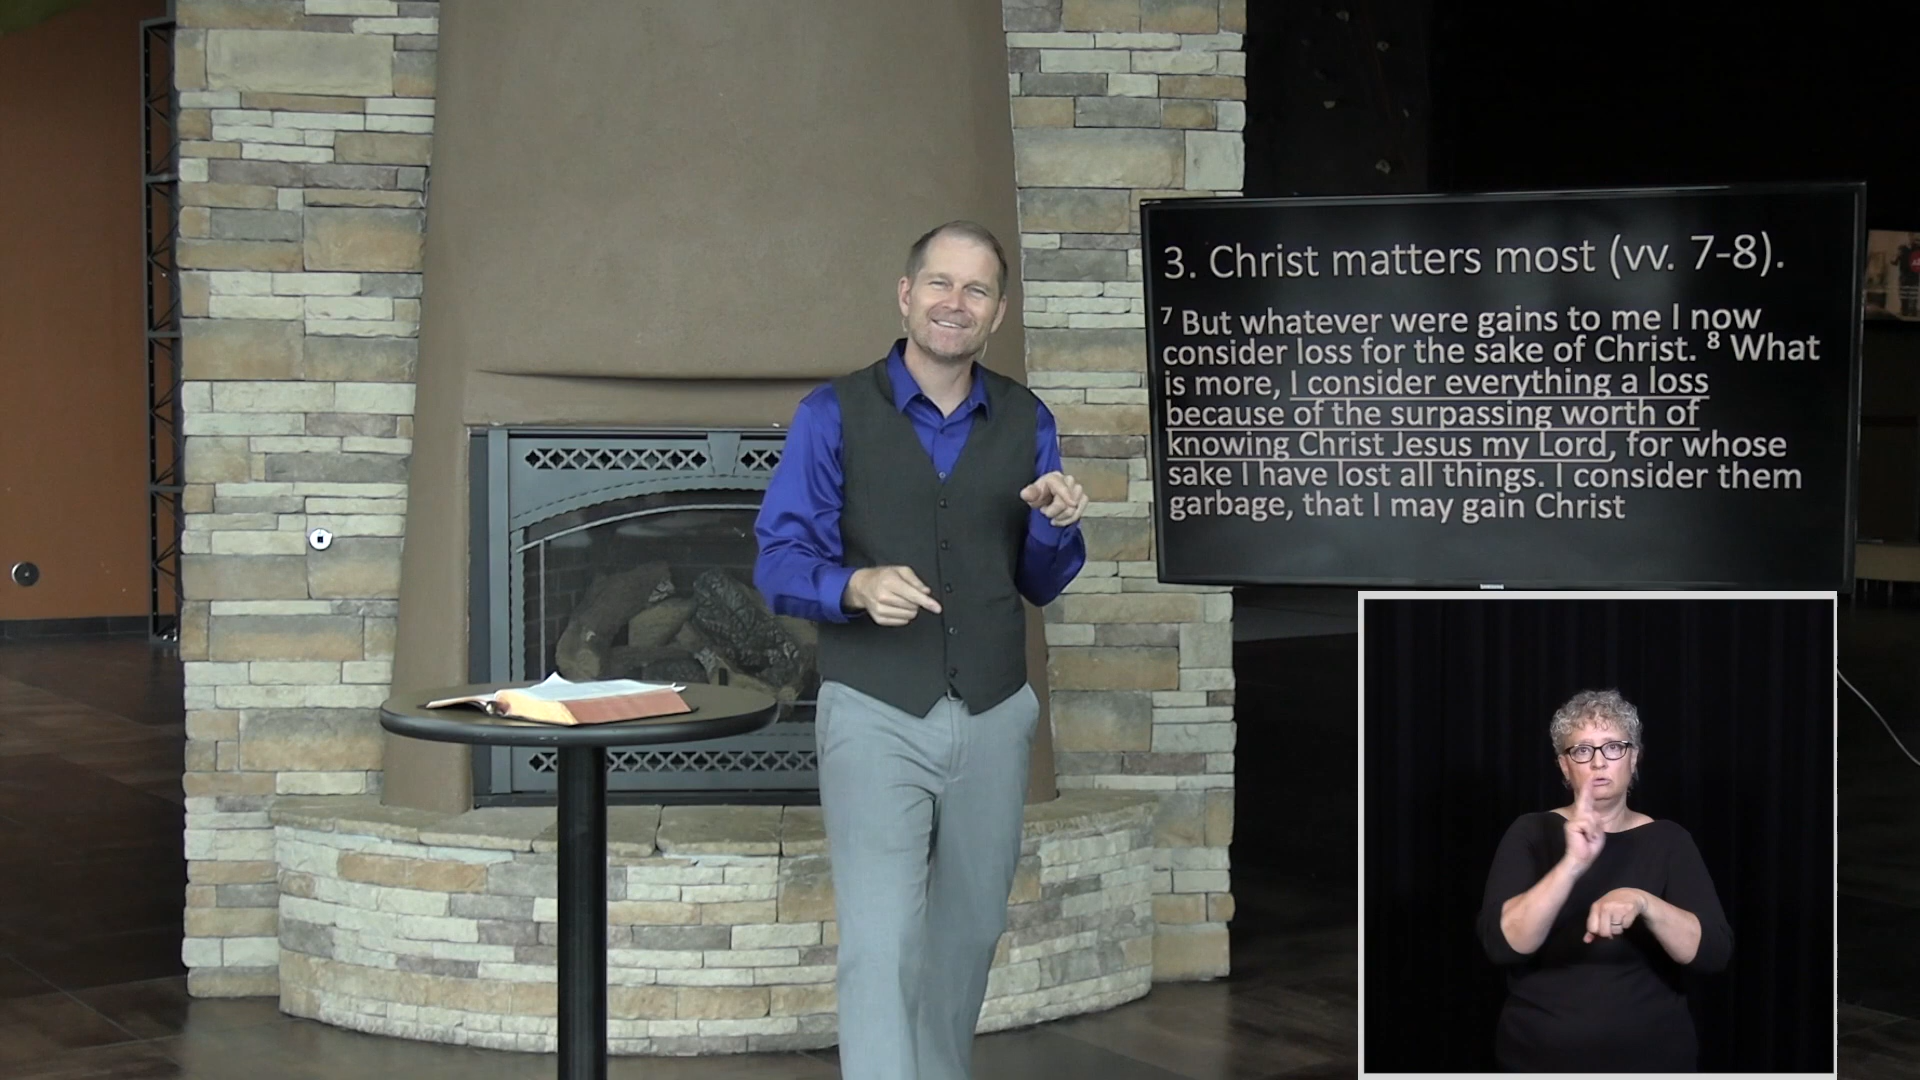 3. Christ matters most (vv. 7-8).
⁷ But whatever were gains to me I now
consider loss for the sake of Christ. ⁸ What
is more, I consider everything a loss
because of the surpassing worth of
knowing Christ Jesus my Lord, for whose
sake I have lost all things. I consider them
garbage, that I may gain Christ
SAMSUNG